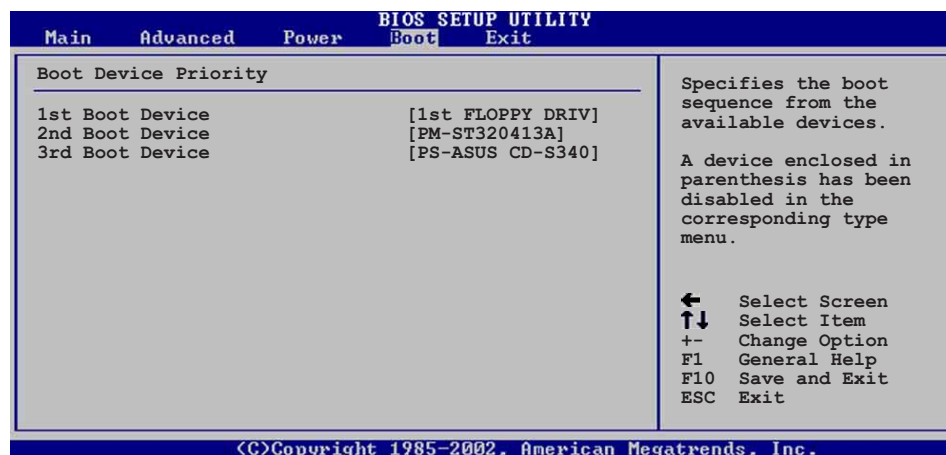 BIOS SETUP UTILITY
Main Advanced Power Boot Exit
Boot Device Priority
1st Boot Device [1st FLOPPY DRIV]
2nd Boot Device [PM-ST320413A]
3rd Boot Device [PS-ASUS CD-S340]
Specifies the boot
sequence from the
available devices.
A device enclosed in
parenthesis has been
disabled in the
corresponding type
menu.
← Select Screen
↑↓ Select Item
+- Change Option
F1 General Help
F10 Save and Exit
ESC Exit
(C)Copyright 1985-2002, American Megatrends, Inc.